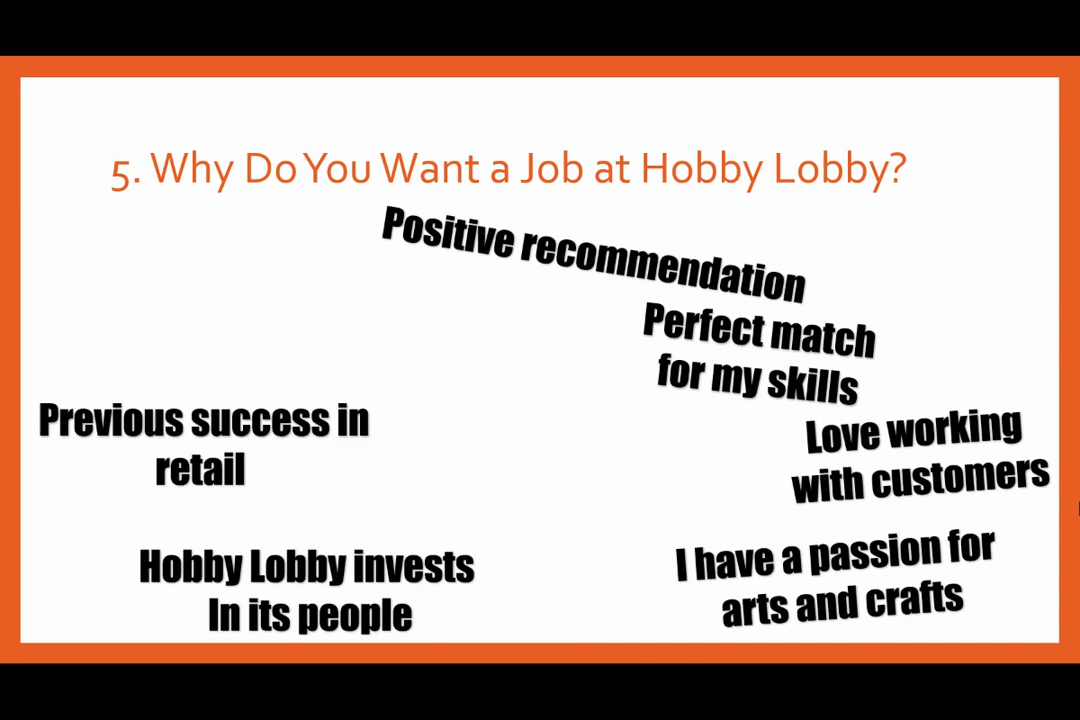 5. Why Do You Want a Job at Hobby Lobby?
Positive recommendation
Perfect match
for my skills
Previous success in
retail
Love working
with customers
Hobby Lobby invests
In its people
I have a passion for
arts and crafts